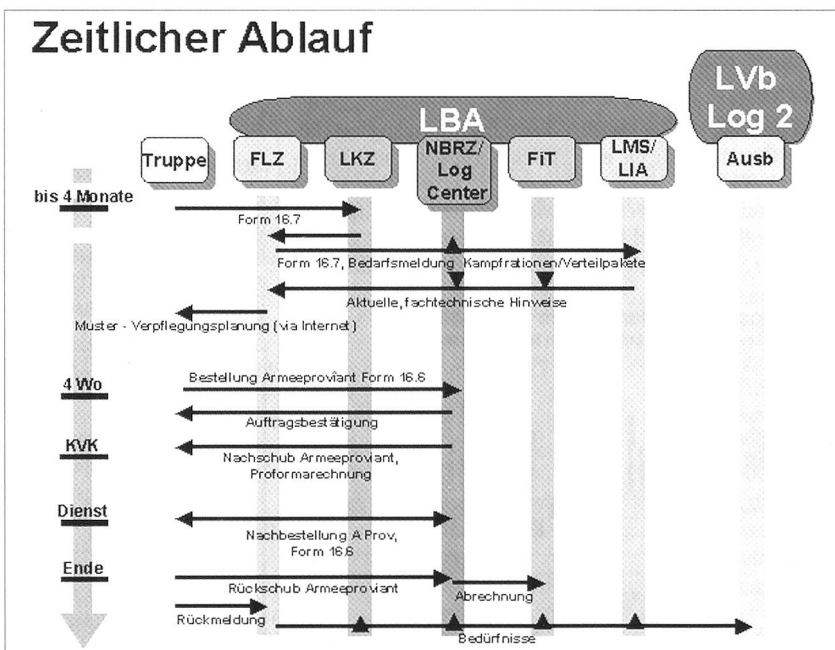 Zeitlicher Ablauf
LVb
Log 2
LBA
Truppe
FLZ
LKZ
NBRZ/
Log
Center
FiT
LMS/
LIA
Ausb
bis 4 Monate
Form 16.7
Form 16.7, Bedarfsmeldung Kampfrationen/Verteilpakete
Aktuelle, fachtechnische Hinweise
Muster - Verpflegungsplanung (via Internet)
4 Wo
Bestellung Armeeproviant Form 16.6
Auftragsbestätigung
KVK
Nachschub Armeeproviant,
Proformarechnung
Dienst
Nachbestellung A Prov,
Form 16.6
Ende
Rückschub Armeeproviant
Abrechnung
Rückmeldung
Bedürfnisse